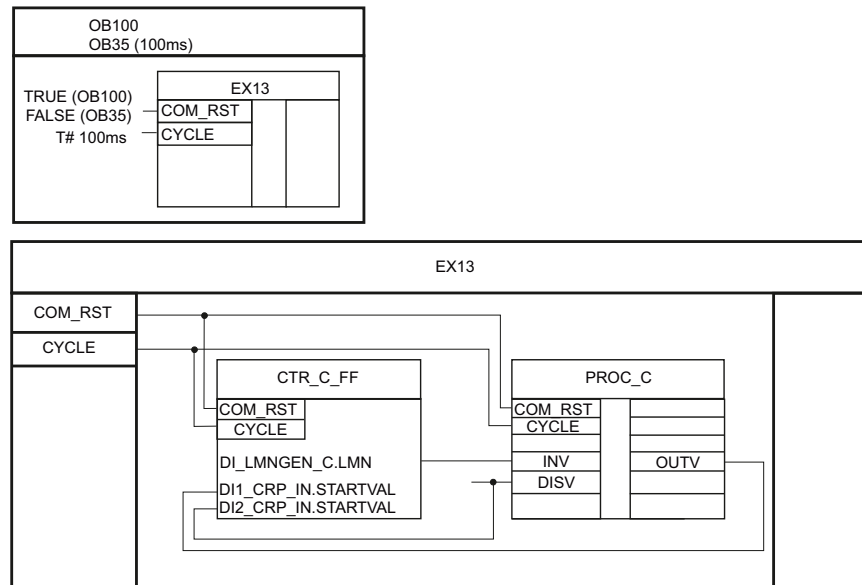 OB100
OB35 (100ms)
EX13
TRUE (OB100)
FALSE (OB35)
COM_RST
T# 100ms
CYCLE
EX13
COM_RST
CYCLE
CTR_C_FF
COM_RST
CYCLE
DI_LMNGEN_C.LMN
DI1_CRP_IN.STARTVAL
DI2_CRP_IN.STARTVAL
PROC_C
COM_RST
CYCLE
INV
OUTV
DISV